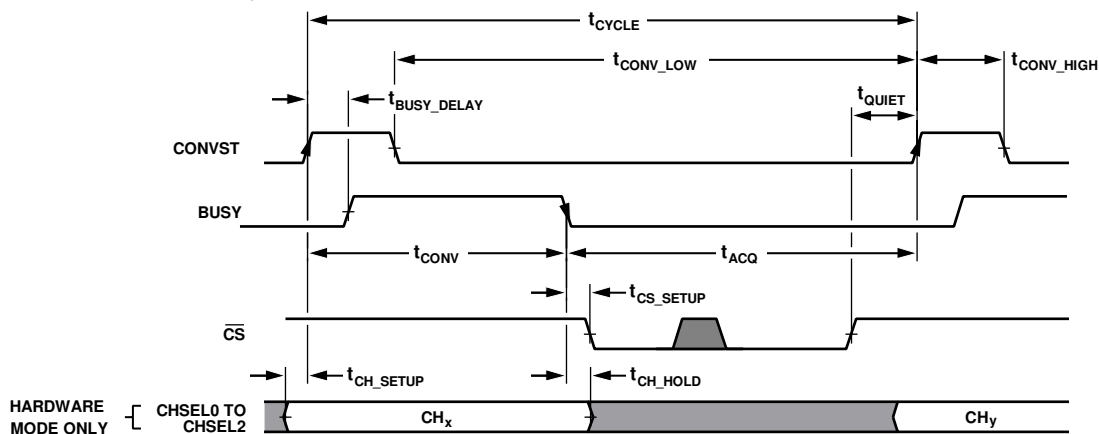 tCYCLE
tCONV_LOW
tCONV_HIGH
tBUSY_DELAY
tQUIET
CONVST
BUSY
tCONV
tACQ
tCS_SETUP
CS
tCH_SETUP
tCH_HOLD
HARDWARE
MODE ONLY
CHSEL0 TO
CHSEL2
CHx
CHy